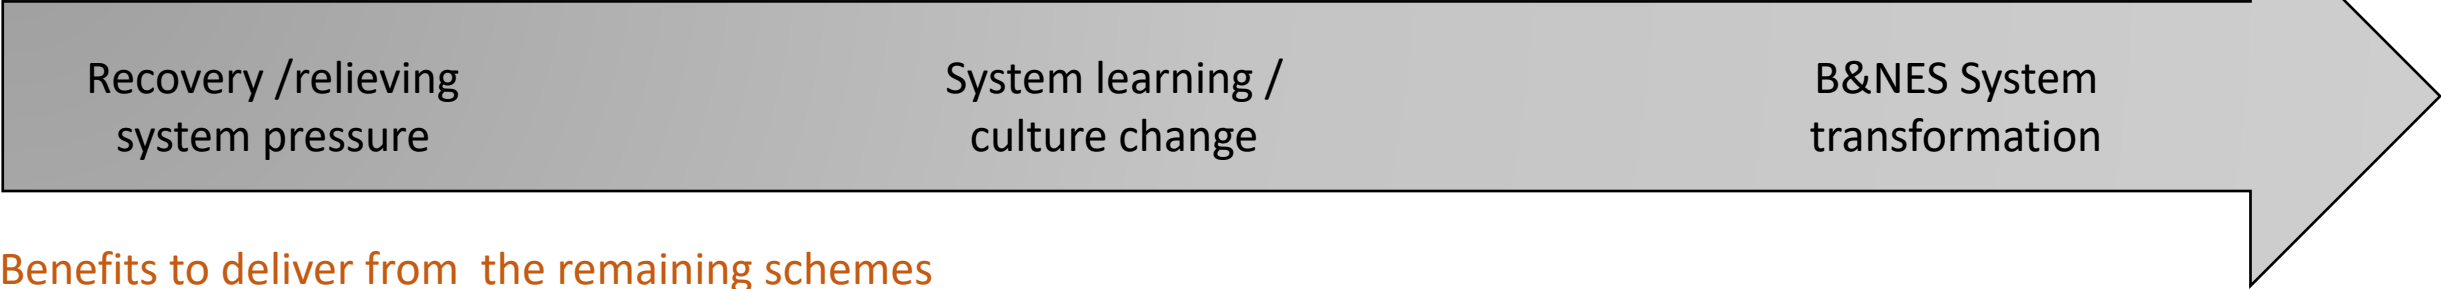 Recovery /relieving
system pressure
System learning /
culture change
B&NES System
transformation
Benefits to deliver from  the remaining schemes